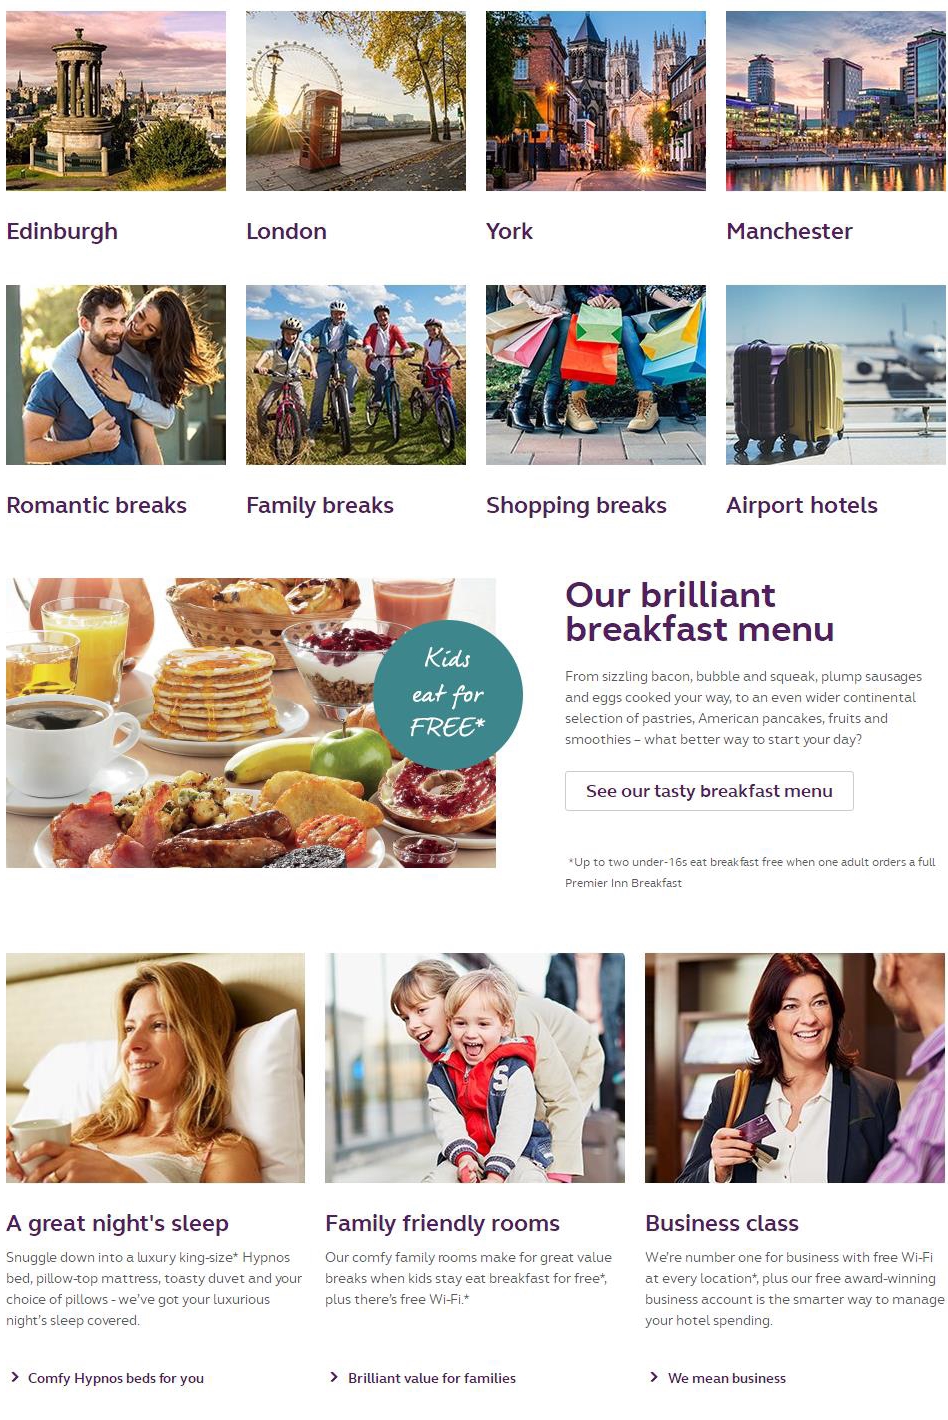 Edinburgh
London
York
Manchester
Romantic breaks
Family breaks
Shopping breaks
Airport hotels
Kids
eat for
FREE*
Our brilliant
breakfast menu
From sizzling bacon, bubble and squeak, plump sausages
and eggs cooked your way, to an even wider continental
selection of pastries, American pancakes, fruits and
smoothies – what better way to start your day?
See our tasty breakfast menu
*Up to two under-16s eat breakfast free when one adult orders a full
Premier Inn Breakfast
S
A great night's sleep
Snuggle down into a luxury king-size* Hypnos
bed, pillow-top mattress, toasty duvet and your
choice of pillows - we've got your luxurious
night's sleep covered.
Comfy Hypnos beds for you
Family friendly rooms
Our comfy family rooms make for great value
breaks when kids stay eat breakfast for free*,
plus there's free Wi-Fi.*
Brilliant value for families
Business class
We're number one for business with free Wi-Fi
at every location*, plus our free award-winning
business account is the smarter way to manage
your hotel spending.
We mean business